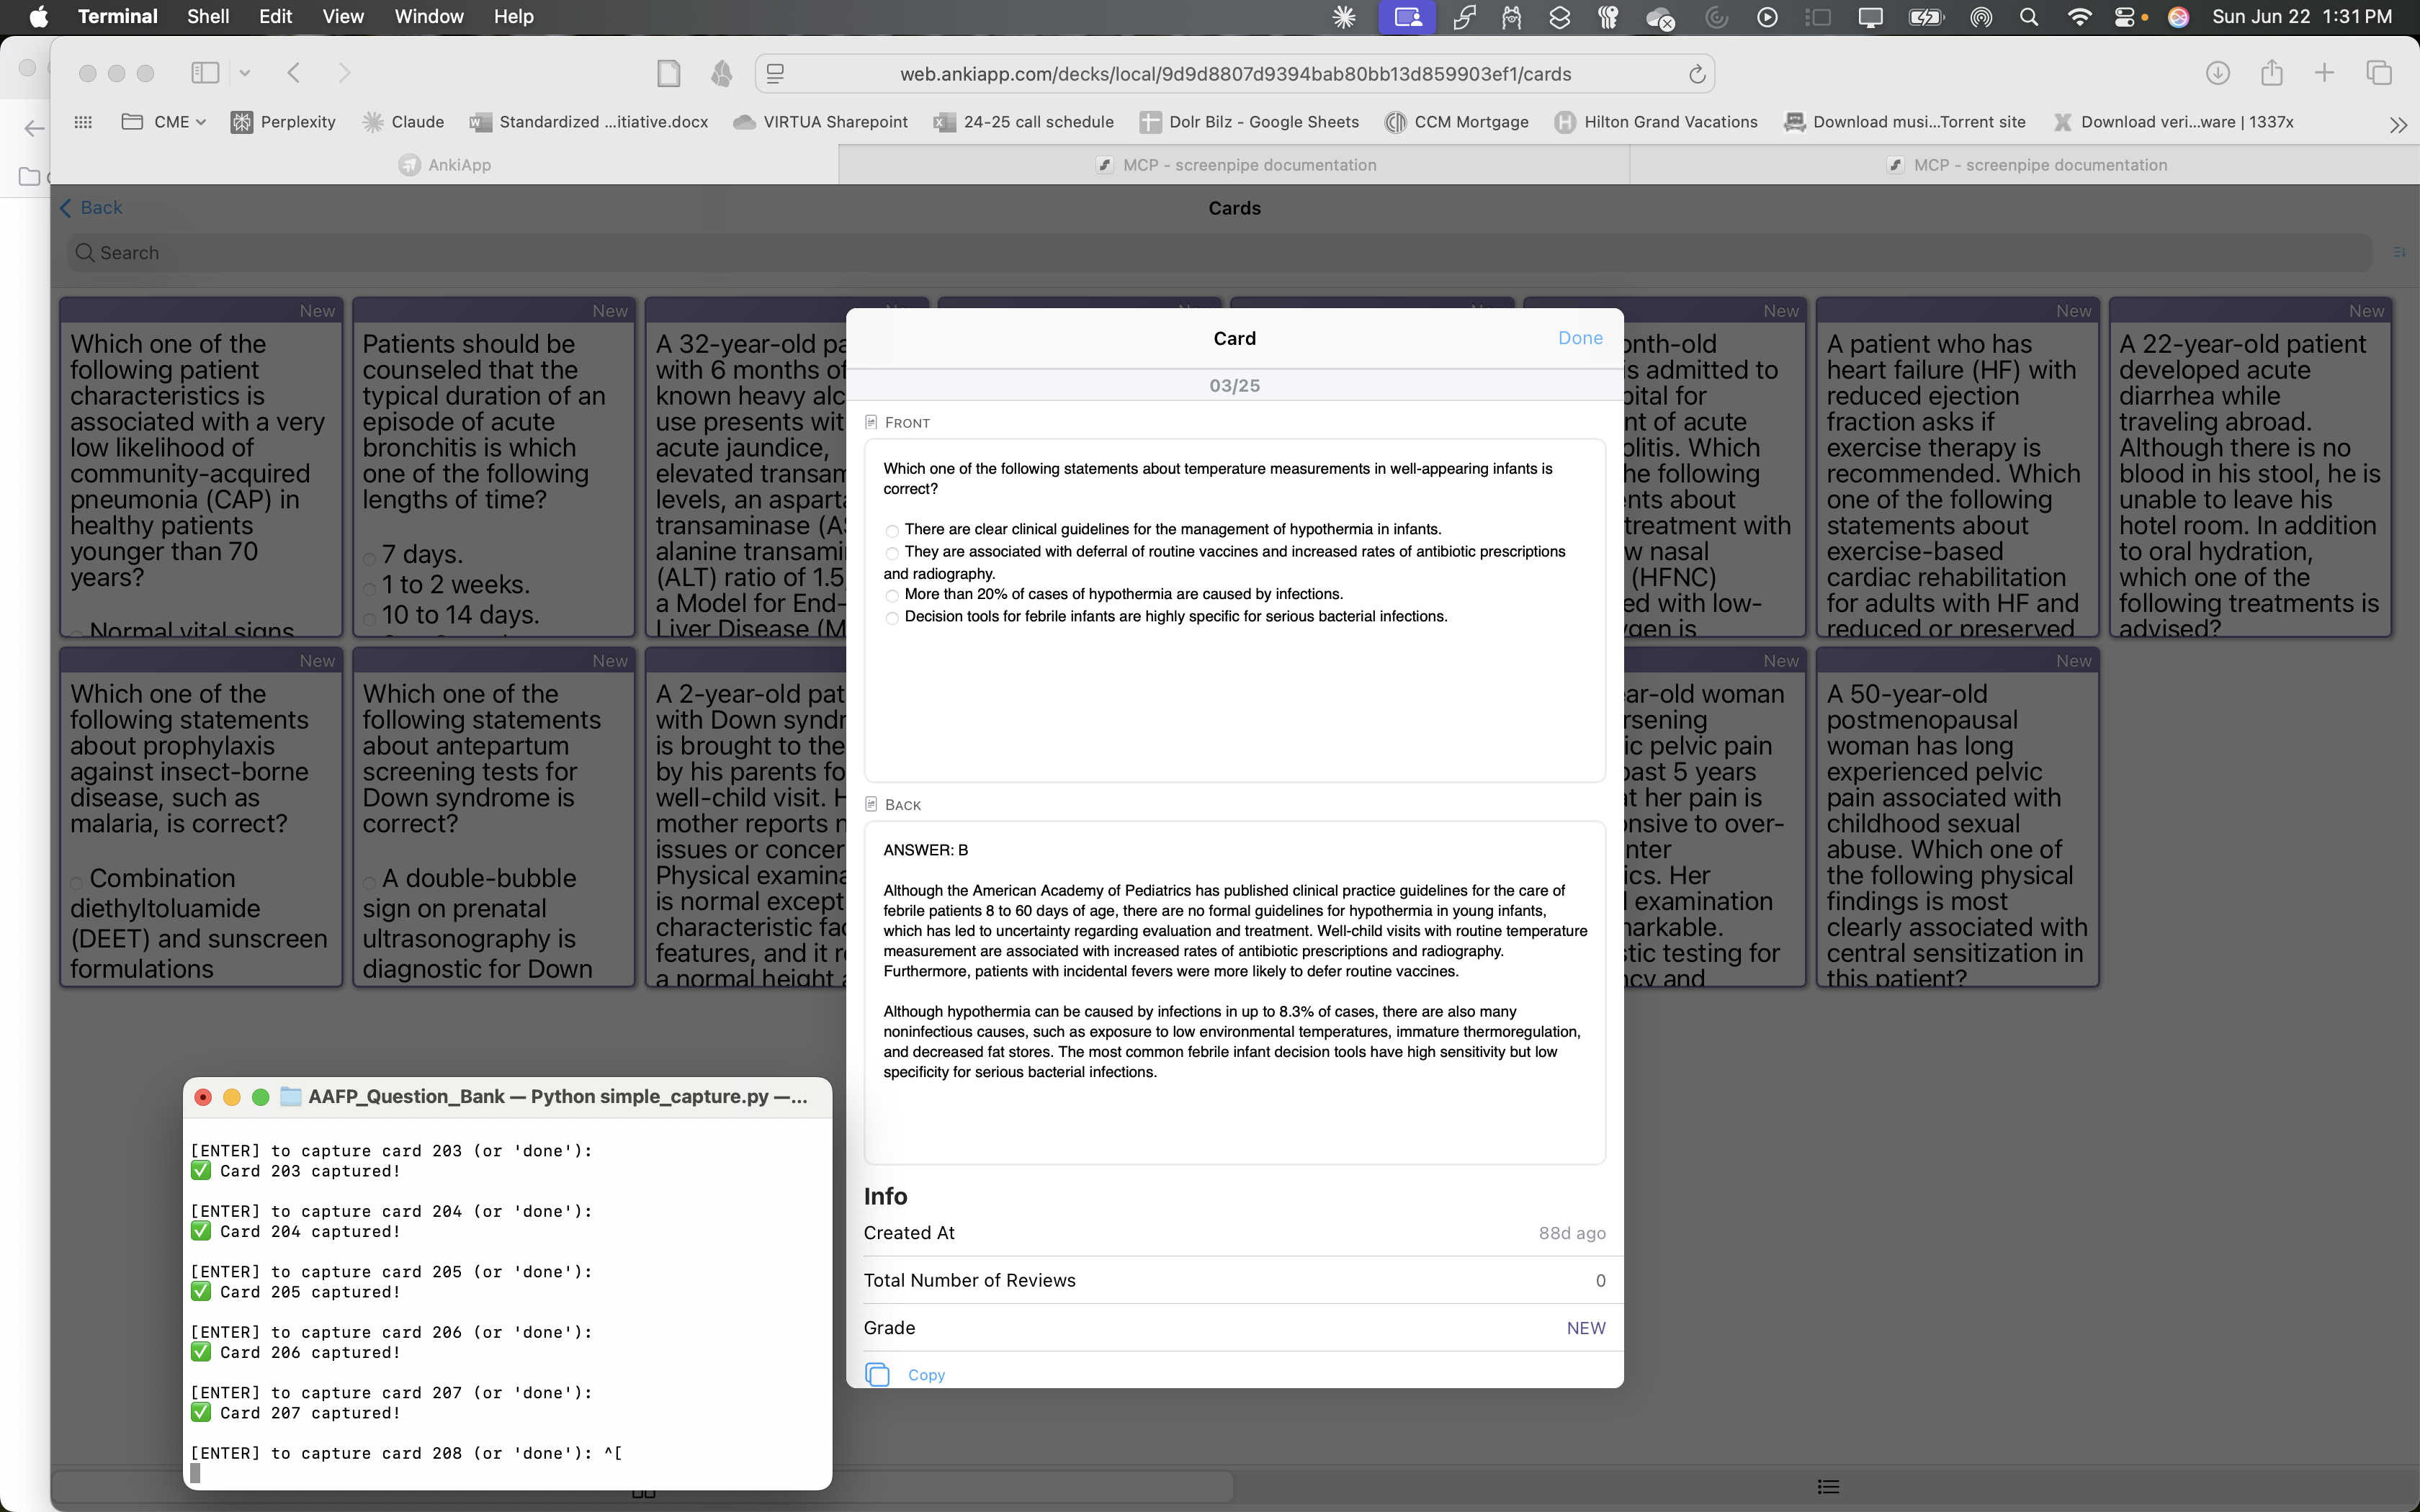 Terminal Shell Edit View Window Help Sun Jun 22 1:31 PM
web.ankiapp.com/decks/local/9d9d8807d9394bab80bb13d859903ef1/cards
CME Perplexity Claude Standardized ...itiative.docx VIRTUA Sharepoint 24-25 call schedule Dolr Bilz - Google Sheets CCM Mortgage Hilton Grand Vacations Download musi...Torrent site Download veri...ware | 1337x
AnkiApp MCP - screenpipe documentation MCP - screenpipe documentation
Back Cards
Search
New
Which one of the
following patient
characteristics is
associated with a very
low likelihood of
community-acquired
pneumonia (CAP) in
healthy patients
younger than 70
years?
Normal vital signs
New
Patients should be
counseled that the
typical duration of an
episode of acute
bronchitis is which
one of the following
lengths of time?
7 days.
1 to 2 weeks.
10 to 14 days.
A 32-year-old pa
with 6 months of
known heavy alc
use presents wit
acute jaundice,
elevated transam
levels, an asparta
transaminase (AS
alanine transami
(ALT) ratio of 1.5
a Model for End-
Liver Disease (M
New
onth-old
is admitted to
pital for
nt of acute
olitis. Which
he following
nts about
treatment with
w nasal
(HFNC)
ed with low-
ygen is
New
A patient who has
heart failure (HF) with
reduced ejection
fraction asks if
exercise therapy is
recommended. Which
one of the following
statements about
exercise-based
cardiac rehabilitation
for adults with HF and
reduced or preserved
New
A 22-year-old patient
developed acute
diarrhea while
traveling abroad.
Although there is no
blood in his stool, he is
unable to leave his
hotel room. In addition
to oral hydration,
which one of the
following treatments is
advised?
New
Which one of the
following statements
about prophylaxis
against insect-borne
disease, such as
malaria, is correct?
Combination
diethyltoluamide
(DEET) and sunscreen
formulations
New
Which one of the
following statements
about antepartum
screening tests for
Down syndrome is
correct?
A double-bubble
sign on prenatal
ultrasonography is
diagnostic for Down
A 2-year-old pat
with Down syndr
is brought to the
by his parents fo
well-child visit. H
mother reports n
issues or concer
Physical examina
is normal except
characteristic fac
features, and it r
a normal height a
New
ar-old woman
rsening
ic pelvic pain
past 5 years
at her pain is
onsive to over-
nter
ics. Her
l examination
narkable.
stic testing for
ncy and
New
A 50-year-old
postmenopausal
woman has long
experienced pelvic
pain associated with
childhood sexual
abuse. Which one of
the following physical
findings is most
clearly associated with
central sensitization in
this patient?
Card Done
03/25
FRONT
Which one of the following statements about temperature measurements in well-appearing infants is
correct?
There are clear clinical guidelines for the management of hypothermia in infants.
They are associated with deferral of routine vaccines and increased rates of antibiotic prescriptions
and radiography.
More than 20% of cases of hypothermia are caused by infections.
Decision tools for febrile infants are highly specific for serious bacterial infections.
BACK
ANSWER: B
Although the American Academy of Pediatrics has published clinical practice guidelines for the care of
febrile patients 8 to 60 days of age, there are no formal guidelines for hypothermia in young infants,
which has led to uncertainty regarding evaluation and treatment. Well-child visits with routine temperature
measurement are associated with increased rates of antibiotic prescriptions and radiography.
Furthermore, patients with incidental fevers were more likely to defer routine vaccines.
Although hypothermia can be caused by infections in up to 8.3% of cases, there are also many
noninfectious causes, such as exposure to low environmental temperatures, immature thermoregulation,
and decreased fat stores. The most common febrile infant decision tools have high sensitivity but low
specificity for serious bacterial infections.
Info
Created At 88d ago
Total Number of Reviews 0
Grade NEW
Copy
AAFP_Question_Bank — Python simple_capture.py —...
[ENTER] to capture card 203 (or 'done'):
✅ Card 203 captured!
[ENTER] to capture card 204 (or 'done'):
✅ Card 204 captured!
[ENTER] to capture card 205 (or 'done'):
✅ Card 205 captured!
[ENTER] to capture card 206 (or 'done'):
✅ Card 206 captured!
[ENTER] to capture card 207 (or 'done'):
✅ Card 207 captured!
[ENTER] to capture card 208 (or 'done'): ^[